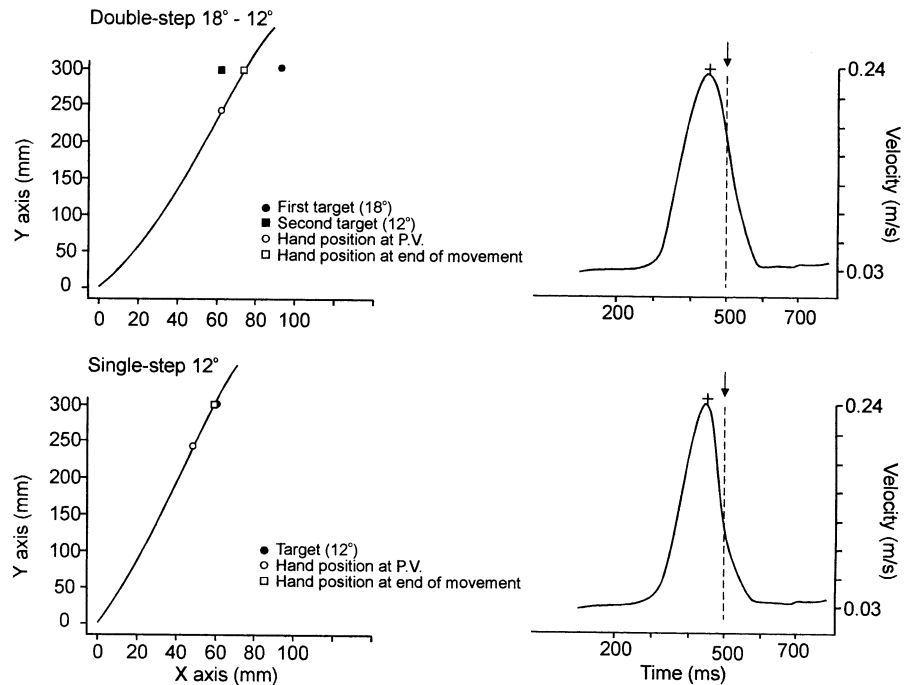 Double-step 18° - 12°
300
250
200
150
100
50
0
Y axis (mm)
0 20 40 60 80 100
● First target (18°)
■ Second target (12°)
○ Hand position at P.V.
□ Hand position at end of movement
0.24
0.03
Velocity (m/s)
200 500 700
Single-step 12°
300
250
200
150
100
50
0
Y axis (mm)
0 20 40 60 80 100
X axis (mm)
● Target (12°)
○ Hand position at P.V.
□ Hand position at end of movement
0.24
0.03
Velocity (m/s)
200 500 700
Time (ms)